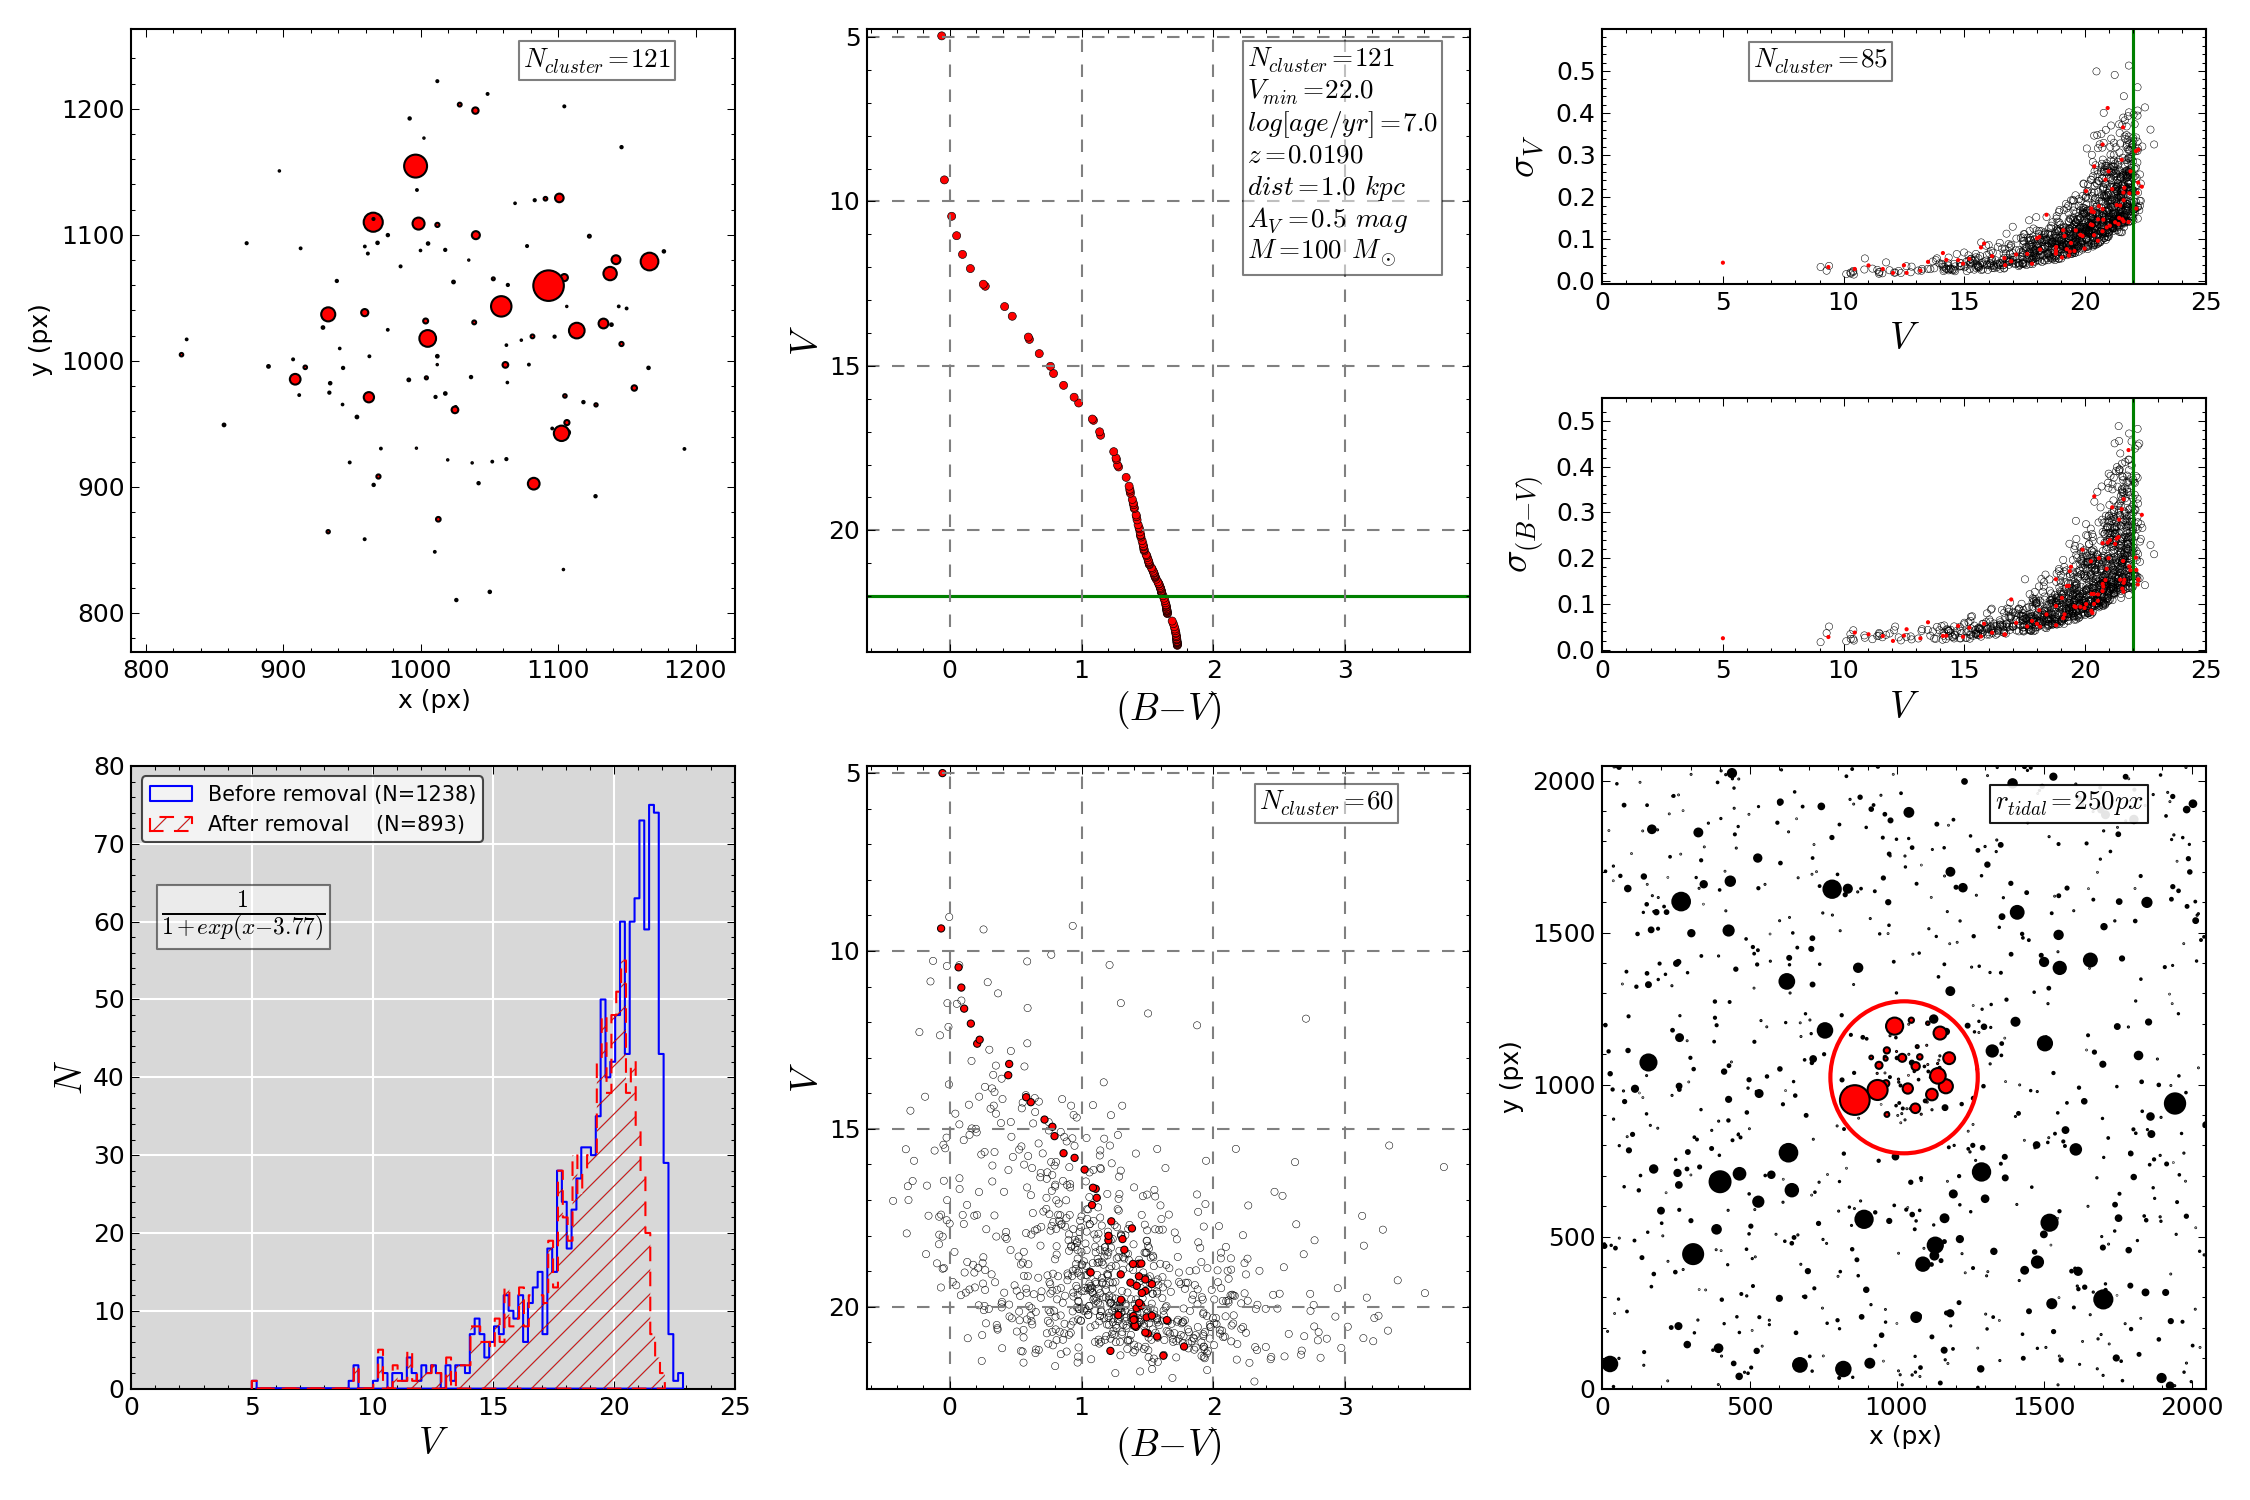 N_cluster=121
1200
1100
1000
900
800
y (px)
800 900 1000 1100 1200
x (px)
N_cluster=121
V_min=22.0
log[age/yr]=7.0
z=0.0190
dist=1.0 kpc
A_V=0.5 mag
M=100 M_⊙
5
10
15
20
V
0 1 2 3
(B−V)
N_cluster=85
0.5
0.4
0.3
0.2
0.1
0.0
σ_V
0 5 10 15 20 25
V
0.5
0.4
0.3
0.2
0.1
0.0
σ_(B−V)
0 5 10 15 20 25
V
Before removal (N=1238)
After removal (N=893)
1
1+exp(x−3.77)
80
70
60
50
40
30
20
10
0
N
0 5 10 15 20 25
V
N_cluster=60
5
10
15
20
V
0 1 2 3
(B−V)
r_tidal=250px
2000
1500
1000
500
0
y (px)
0 500 1000 1500 2000
x (px)